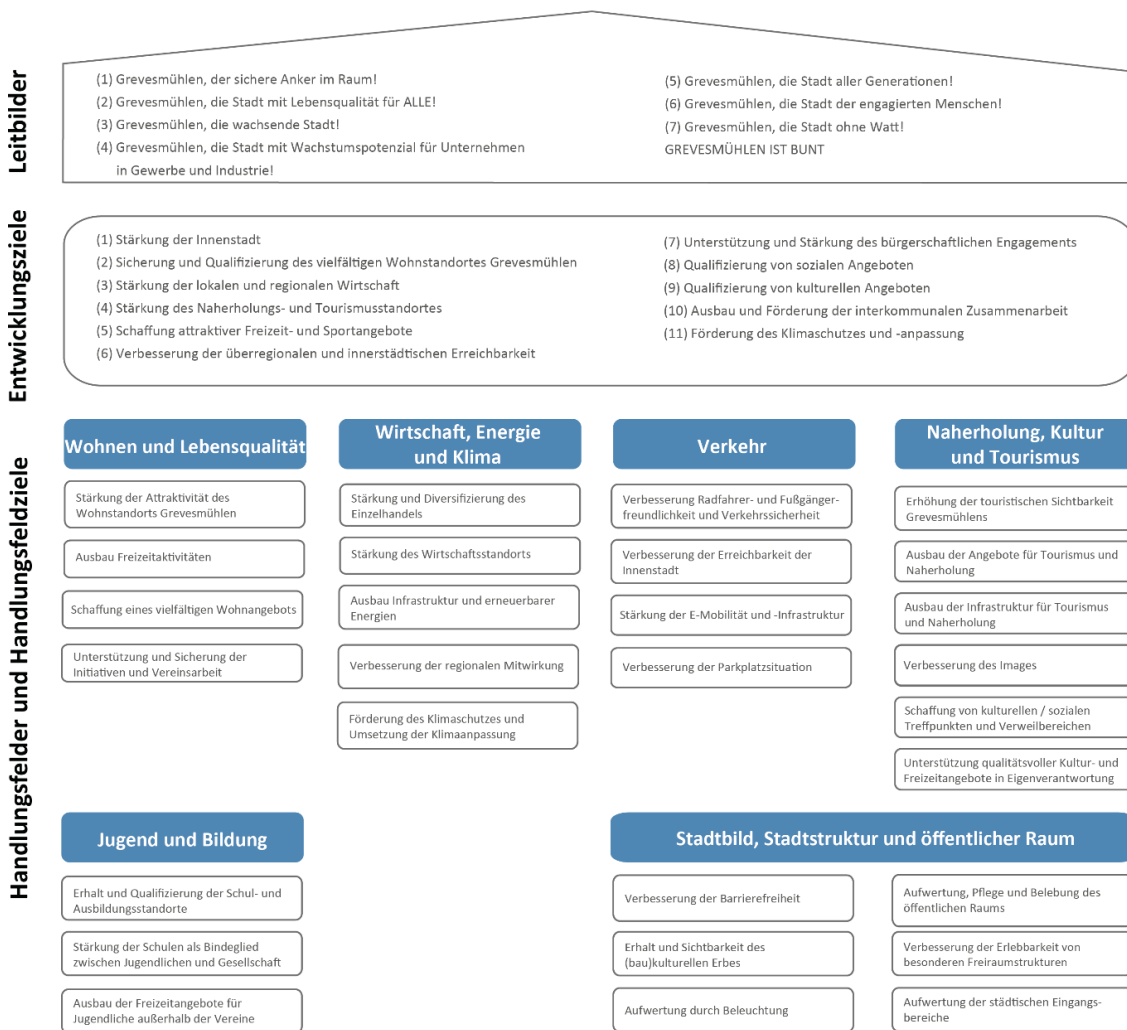 Leitbilder
(1) Grevesmühlen, der sichere Anker im Raum!
(2) Grevesmühlen, die Stadt mit Lebensqualität für ALLE!
(3) Grevesmühlen, die wachsende Stadt!
(4) Grevesmühlen, die Stadt mit Wachstumspotenzial für Unternehmen
in Gewerbe und Industrie!
(5) Grevesmühlen, die Stadt aller Generationen!
(6) Grevesmühlen, die Stadt der engagierten Menschen!
(7) Grevesmühlen, die Stadt ohne Watt!
GREVESMÜHLEN IST BUNT
Entwicklungsziele
(1) Stärkung der Innenstadt
(2) Sicherung und Qualifizierung des vielfältigen Wohnstandortes Grevesmühlen
(3) Stärkung der lokalen und regionalen Wirtschaft
(4) Stärkung des Naherholungs- und Tourismusstandortes
(5) Schaffung attraktiver Freizeit- und Sportangebote
(6) Verbesserung der überregionalen und innerstädtischen Erreichbarkeit
(7) Unterstützung und Stärkung des bürgerschaftlichen Engagements
(8) Qualifizierung von sozialen Angeboten
(9) Qualifizierung von kulturellen Angeboten
(10) Ausbau und Förderung der interkommunalen Zusammenarbeit
(11) Förderung des Klimaschutzes und -anpassung
Handlungsfelder und Handlungsfeldziele
Wohnen und Lebensqualität
Stärkung der Attraktivität des
Wohnstandorts Grevesmühlen
Ausbau Freizeitaktivitäten
Schaffung eines vielfältigen Wohnangebots
Unterstützung und Sicherung der
Initiativen und Vereinsarbeit
Wirtschaft, Energie
und Klima
Stärkung und Diversifizierung des
Einzelhandels
Stärkung des Wirtschaftsstandorts
Ausbau Infrastruktur und erneuerbarer
Energien
Verbesserung der regionalen Mitwirkung
Förderung des Klimaschutzes und
Umsetzung der Klimaanpassung
Verkehr
Verbesserung Radfahrer- und Fußgänger-
freundlichkeit und Verkehrssicherheit
Verbesserung der Erreichbarkeit der
Innenstadt
Stärkung der E-Mobilität und -Infrastruktur
Verbesserung der Parkplatzsituation
Naherholung, Kultur
und Tourismus
Erhöhung der touristischen Sichtbarkeit
Grevesmühlens
Ausbau der Angebote für Tourismus und
Naherholung
Ausbau der Infrastruktur für Tourismus
und Naherholung
Verbesserung des Images
Schaffung von kulturellen / sozialen
Treffpunkten und Verweilbereichen
Unterstützung qualitätsvoller Kultur- und
Freizeitangebote in Eigenverantwortung
Jugend und Bildung
Erhalt und Qualifizierung der Schul- und
Ausbildungsstandorte
Stärkung der Schulen als Bindeglied
zwischen Jugendlichen und Gesellschaft
Ausbau der Freizeitangebote für
Jugendliche außerhalb der Vereine
Stadtbild, Stadtstruktur und öffentlicher Raum
Verbesserung der Barrierefreiheit
Erhalt und Sichtbarkeit des
(bau)kulturellen Erbes
Aufwertung durch Beleuchtung
Aufwertung, Pflege und Belebung des
öffentlichen Raums
Verbesserung der Erlebbarkeit von
besonderen Freiraumstrukturen
Aufwertung der städtischen Eingangs-
bereiche